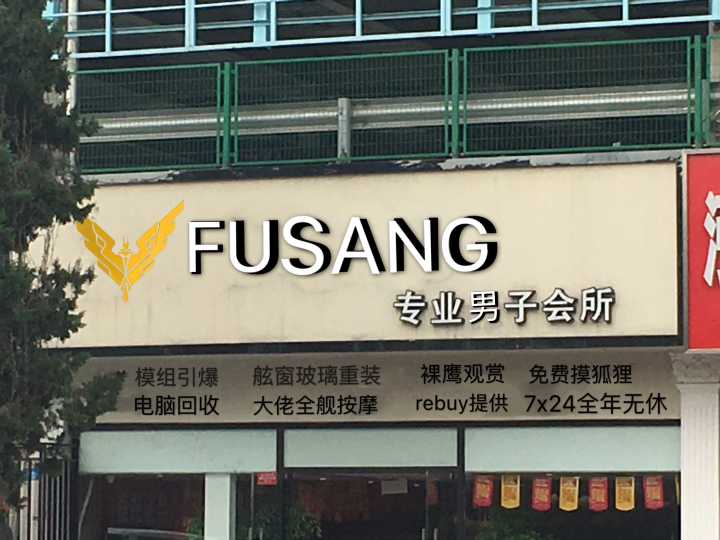 FUSANG
专业男子会所
模组引爆 舷窗玻璃重装 裸鹰观赏 免费摸狐狸
电脑回收 大佬全舰按摩 rebuy提供 7x24全年无休